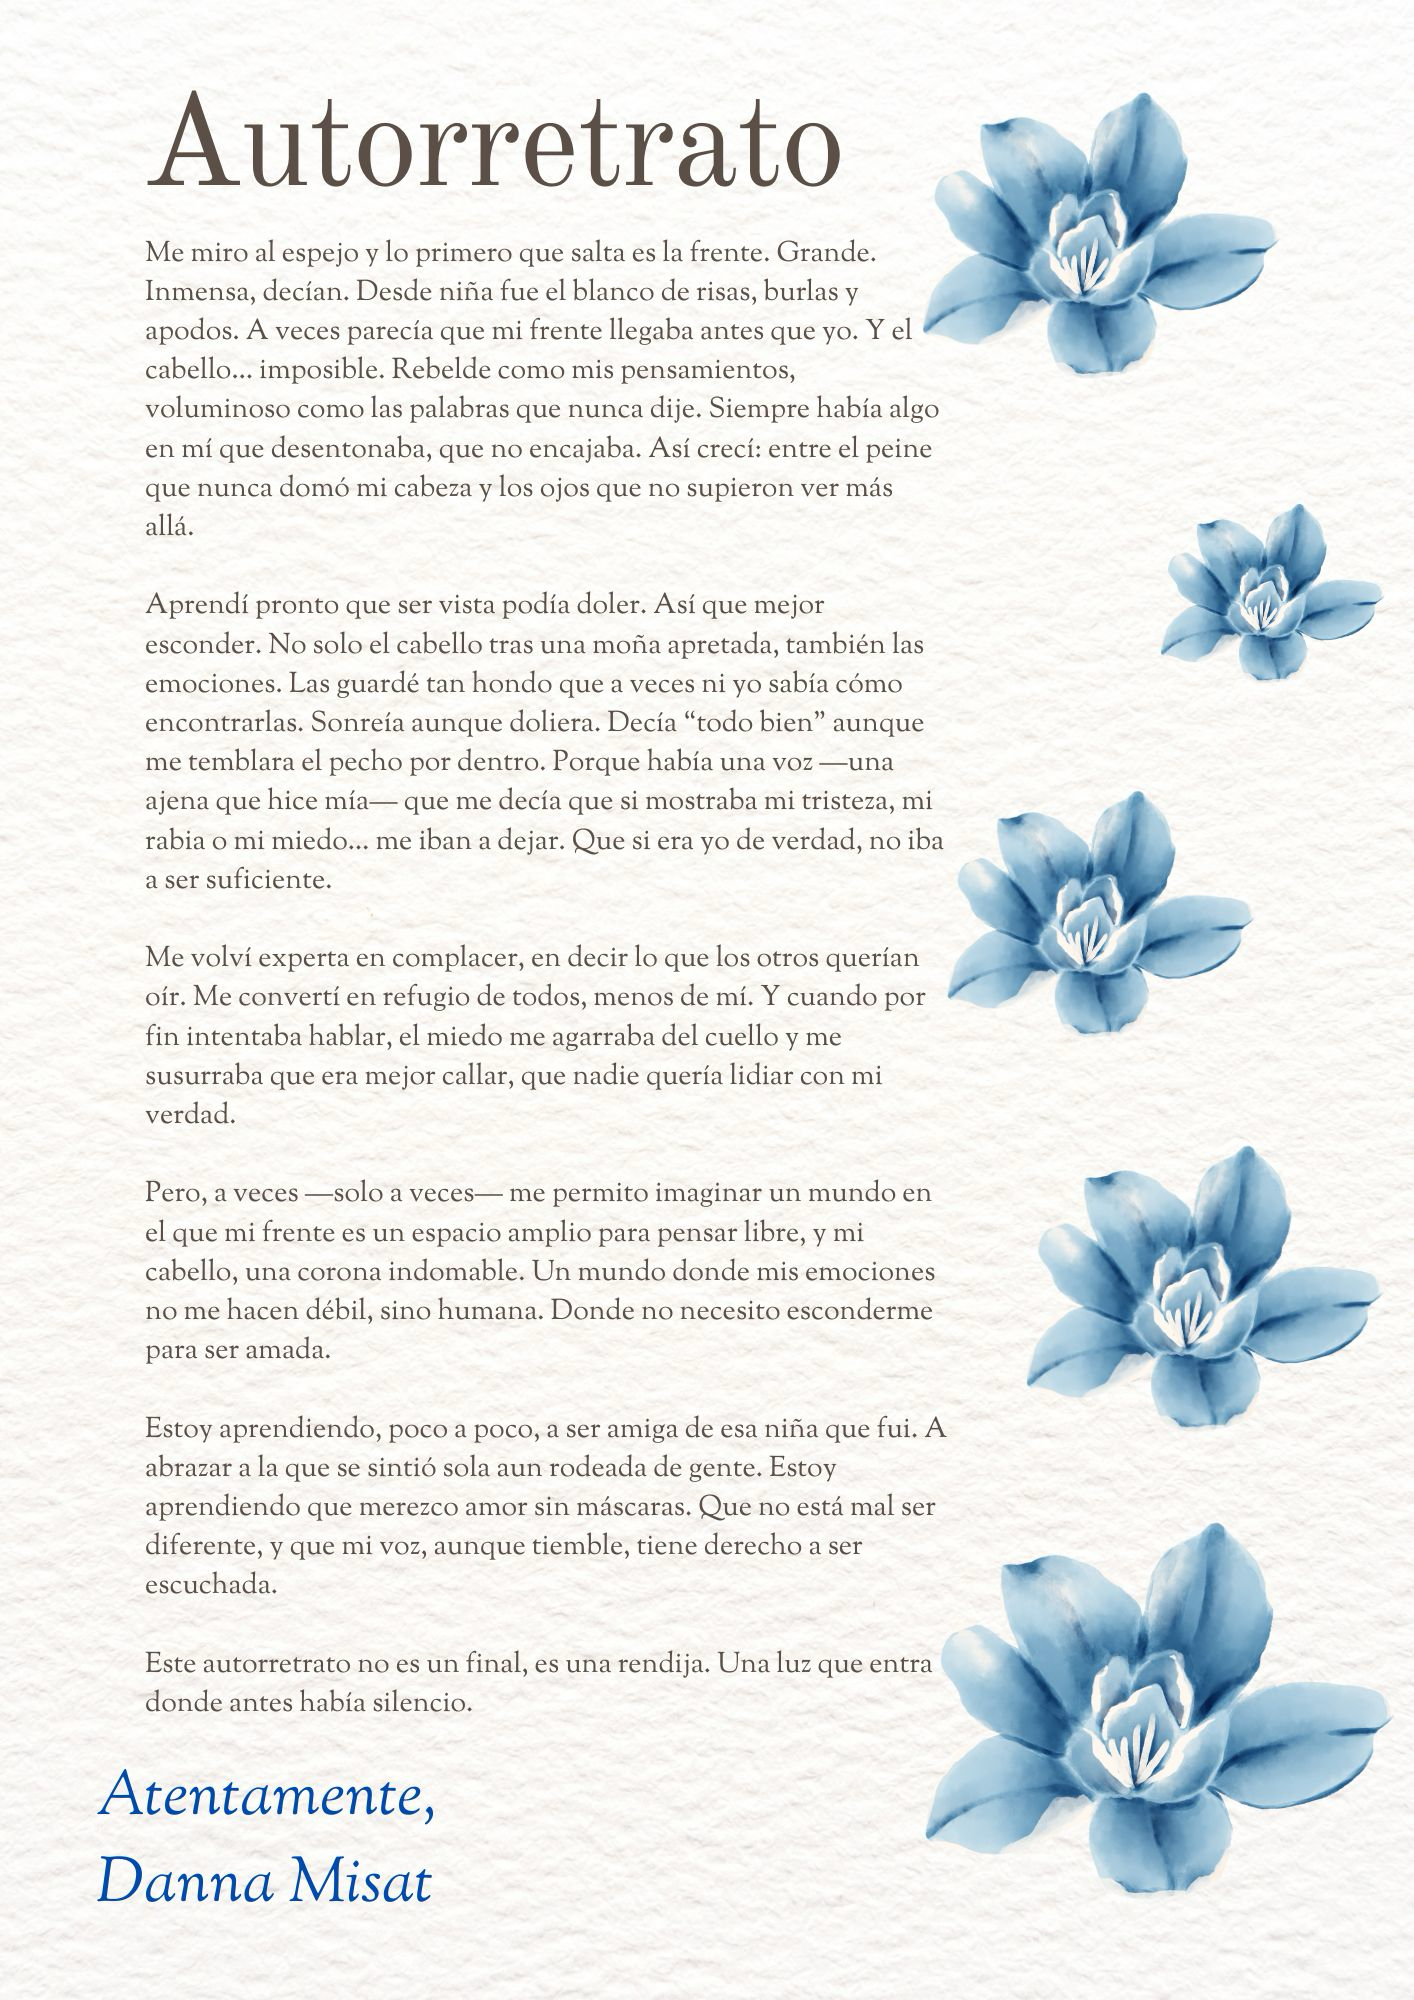 Autorretrato
Me miro al espejo y lo primero que salta es la frente. Grande.
Inmensa, decían. Desde niña fue el blanco de risas, burlas y
apodos. A veces parecía que mi frente llegaba antes que yo. Y el
cabello... imposible. Rebelde como mis pensamientos,
voluminoso como las palabras que nunca dije. Siempre había algo
en mí que desentonaba, que no encajaba. Así crecí: entre el peine
que nunca domó mi cabeza y los ojos que no supieron ver más
allá.
Aprendí pronto que ser vista podía doler. Así que mejor
esconder. No solo el cabello tras una moña apretada, también las
emociones. Las guardé tan hondo que a veces ni yo sabía cómo
encontrarlas. Sonreía aunque doliera. Decía “todo bien” aunque
me temblara el pecho por dentro. Porque había una voz —una
ajena que hice mía— que me decía que si mostraba mi tristeza, mi
rabia o mi miedo... me iban a dejar. Que si era yo de verdad, no iba
a ser suficiente.
Me volví experta en complacer, en decir lo que los otros querían
oír. Me convertí en refugio de todos, menos de mí. Y cuando por
fin intentaba hablar, el miedo me agarraba del cuello y me
susurraba que era mejor callar, que nadie quería lidiar con mi
verdad.
Pero, a veces —solo a veces— me permito imaginar un mundo en
el que mi frente es un espacio amplio para pensar libre, y mi
cabello, una corona indomable. Un mundo donde mis emociones
no me hacen débil, sino humana. Donde no necesito esconderme
para ser amada.
Estoy aprendiendo, poco a poco, a ser amiga de esa niña que fui. A
abrazar a la que se sintió sola aun rodeada de gente. Estoy
aprendiendo que merezco amor sin máscaras. Que no está mal ser
diferente, y que mi voz, aunque tiemble, tiene derecho a ser
escuchada.
Este autorretrato no es un final, es una rendija. Una luz que entra
donde antes había silencio.
Atentamente,
Danna Misat